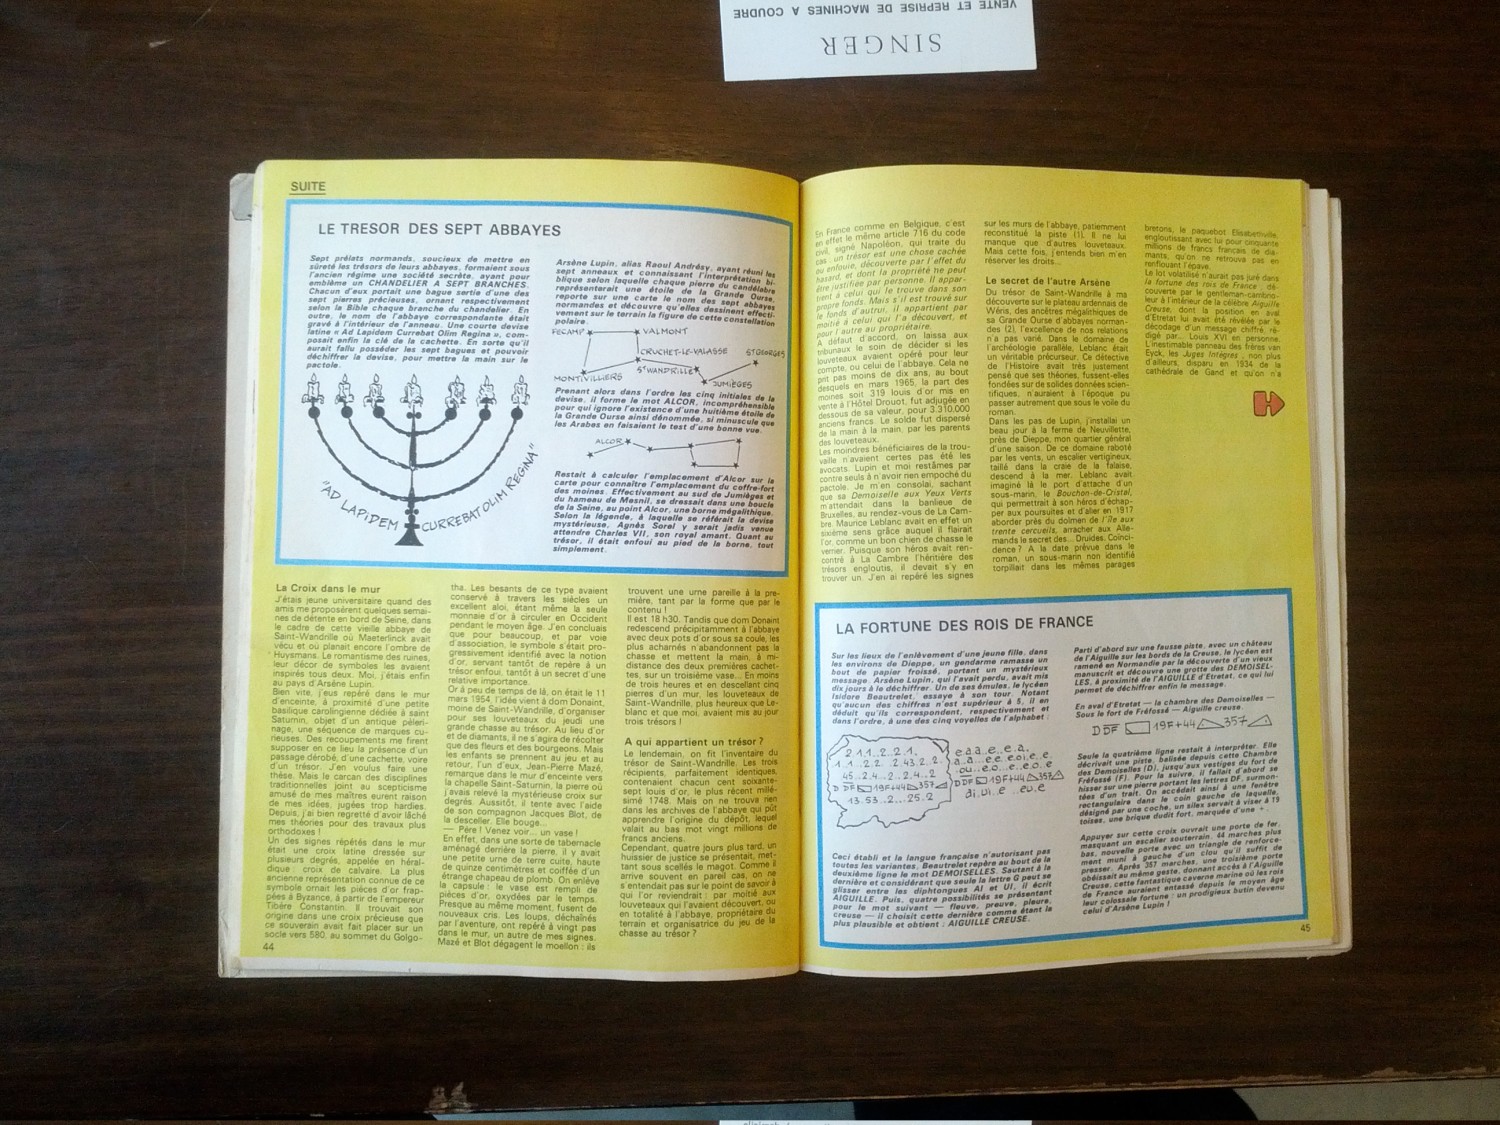 VENTE ET REPRISE DE MACHINES A COUDRE
SINGER
SUITE
LE TRESOR DES SEPT ABBAYES
Sept prélats normands, soucieux de mettre en
sûreté les trésors de leurs abbayes, formaient sous
l'ancien régime une société secrète, ayant pour
emblème un CHANDELIER A SEPT BRANCHES.
Chacun d'eux portait une bague sertie d'une des
sept pierres précieuses, ornant respectivement
selon la Bible chaque branche du chandelier. En
outre, le nom de l'abbaye correspondante était
gravé à l'intérieur de l'anneau. Une courte devise
latine « Ad Lapidem Currebat Olim Regina », com-
posait enfin la clé de la cachette. En sorte qu'il
aurait fallu posséder les sept bagues et pouvoir
déchiffrer la devise, pour mettre la main sur le
pactole.
"AD LAPIDEM CURREBAT OLIM REGINA"
Arsène Lupin, alias Raoul Andrésy, ayant réuni les
sept anneaux et connaissant l'interprétation bi-
blique selon laquelle chaque pierre du candélabre
représenterait une étoile de la Grande Ourse,
reporte sur une carte le nom des sept abbayes
normandes et découvre qu'elles dessinent effecti-
vement sur le terrain la figure de cette constellation
polaire.
FECAMP
VALMONT
CRUCHET-LE-VALASSE
ST GEORGES
MONTIVILLIERS
ST WANDRILLE
JUMIÈGES
Prenant alors dans l'ordre les cinq initiales de la
devise, il forme le mot ALCOR, incompréhensible
pour qui ignore l'existence d'une huitième étoile de
la Grande Ourse ainsi dénommée, si minuscule que
les Arabes en faisaient le test d'une bonne vue.
ALCOR
Restait à calculer l'emplacement d'Alcor sur la
carte pour connaître l'emplacement du coffre-fort
des moines. Effectivement au sud de Jumièges et
du hameau de Mesnil, se dressait dans une boucle
de la Seine, au point Alcor, une borne mégalithique.
Selon la légende, à laquelle se référait la devise
mystérieuse, Agnès Sorel y serait jadis venue
attendre Charles VII, son royal amant. Quant au
trésor, il était enfoui au pied de la borne, tout
simplement.
La Croix dans le mur
J'étais jeune universitaire quand des
amis me proposèrent quelques semai-
nes de détente en bord de Seine, dans
le cadre de cette vieille abbaye de
Saint-Wandrille où Maeterlinck avait
vécu et où planait encore l'ombre de
Huysmans. Le romantisme des ruines,
leur décor de symboles les avaient
inspirés tous deux. Moi, j'étais enfin
au pays d'Arsène Lupin.
Bien vite, j'eus repéré dans le mur
d'enceinte, à proximité d'une petite
basilique carolingienne dédiée à saint
Saturnin, objet d'un antique pèleri-
nage, une séquence de marques cu-
rieuses. Des recoupements me firent
supposer en ce lieu la présence d'un
passage dérobé, d'une cachette, voire
d'un trésor. J'en voulais faire une
thèse. Mais le carcan des disciplines
traditionnelles joint au scepticisme
amusé de mes maîtres eurent raison
de mes idées, jugées trop hardies.
Depuis, j'ai bien regretté d'avoir lâché
mes théories pour des travaux plus
orthodoxes !
Un des signes répétés dans le mur
était une croix latine dressée sur
plusieurs degrés, appelée en héral-
dique : croix de calvaire. La plus
ancienne représentation connue de ce
symbole ornait les pièces d'or frap-
pées à Byzance, à partir de l'empereur
Tibère Constantin. Il trouvait son
origine dans une croix précieuse que
ce souverain avait fait placer sur un
socle vers 580, au sommet du Golgo-
44
tha. Les besants de ce type avaient
conservé à travers les siècles un
excellent aloi, étant même la seule
monnaie d'or à circuler en Occident
pendant le moyen âge. J'en concluais
que pour beaucoup, et par voie
d'association, le symbole s'était pro-
gressivement identifié avec la notion
d'or, servant tantôt de repère à un
trésor enfoui, tantôt à un secret d'une
relative importance.
Or à peu de temps de là, on était le 11
mars 1954, l'idée vient à dom Donaint,
moine de Saint-Wandrille, d'organiser
pour ses louveteaux du jeudi une
grande chasse au trésor. Au lieu d'or
et de diamants, il ne s'agira de récolter
que des fleurs et des bourgeons. Mais
les enfants se prennent au jeu et au
retour, l'un d'eux, Jean-Pierre Mazé,
remarque dans le mur d'enceinte vers
la chapelle Saint-Saturnin, la pierre où
j'avais relevé la mystérieuse croix sur
degrés. Aussitôt, il tente avec l'aide
de son compagnon Jacques Blot, de
la desceller. Elle bouge...
— Père ! Venez voir... un vase !
En effet, dans une sorte de tabernacle
aménagé derrière la pierre, il y avait
une petite urne de terre cuite, haute
de quinze centimètres et coiffée d'un
étrange chapeau de plomb. On enlève
la capsule : le vase est rempli de
pièces d'or, oxydées par le temps.
Presque au même moment, fusent de
nouveaux cris. Les loups, déchaînés
par l'aventure, ont repéré à vingt pas
dans le mur, un autre de mes signes.
Mazé et Blot dégagent le moellon : ils
trouvent une urne pareille à la pre-
mière, tant par la forme que par le
contenu !
Il est 18 h30. Tandis que dom Donaint
redescend précipitamment à l'abbaye
avec deux pots d'or sous sa coule, les
plus acharnés n'abandonnent pas la
chasse et mettent la main, à mi-
distance des deux premières cachet-
tes, sur un troisième vase... En moins
de trois heures et en descellant cinq
pierres d'un mur, les louveteaux de
Saint-Wandrille, plus heureux que Le-
blanc et que moi, avaient mis au jour
trois trésors !
A qui appartient un trésor ?
Le lendemain, on fit l'inventaire du
trésor de Saint-Wandrille. Les trois
récipients, parfaitement identiques,
contenaient chacun cent soixante-
sept louis d'or, le plus récent millé-
simé 1748. Mais on ne trouva rien
dans les archives de l'abbaye qui pût
apprendre l'origine du dépôt, lequel
valait au bas mot vingt millions de
francs anciens.
Cependant, quatre jours plus tard, un
huissier de justice se présentait, met-
tant sous scellés le magot. Comme il
arrive souvent en pareil cas, on ne
s'entendait pas sur le point de savoir à
qui l'or reviendrait : par moitié aux
louveteaux qui l'avaient découvert, ou
en totalité à l'abbaye, propriétaire du
terrain et organisatrice du jeu de la
chasse au trésor ?
En France comme en Belgique, c'est
en effet le même article 716 du code
civil, signé Napoléon, qui traite du
cas : un trésor est une chose cachée
ou enfouie, découverte par l'effet du
hasard, et dont la propriété ne peut
être justifiée par personne. Il appar-
tient à celui qui le trouve dans son
propre fonds. Mais s'il est trouvé sur
le fonds d'autrui, il appartient par
moitié à celui qui l'a découvert, et
pour l'autre au propriétaire.
A défaut d'accord, on laissa aux
tribunaux le soin de décider si les
louveteaux avaient opéré pour leur
compte, ou celui de l'abbaye. Cela ne
prit pas moins de dix ans, au bout
desquels en mars 1965, la part des
moines soit 319 louis d'or mis en
vente à l'Hôtel Drouot, fut adjugée en
dessous de sa valeur, pour 3.310.000
anciens francs. Le solde fut dispersé
de la main à la main, par les parents
des louveteaux.
Les moindres bénéficiaires de la trou-
vaille n'avaient certes pas été les
avocats. Lupin et moi restâmes par
contre seuls à n'avoir rien empoché du
pactole. Je m'en consolai, sachant
que sa Demoiselle aux Yeux Verts
m'attendait dans la banlieue de
Bruxelles, au rendez-vous de La Cam-
bre. Maurice Leblanc avait en effet un
sixième sens grâce auquel il flairait
l'or, comme un bon chien de chasse le
verrier. Puisque son héros avait ren-
contré à La Cambre l'héritière des
trésors engloutis, il devait s'y en
trouver un. J'en ai repéré les signes
sur les murs de l'abbaye, patiemment
reconstitué la piste (1). Il ne lui
manque que d'autres louveteaux.
Mais cette fois, j'entends bien m'en
réserver les droits...
Le secret de l'autre Arsène
Du trésor de Saint-Wandrille à ma
découverte sur le plateau ardennais de
Wéris, des ancêtres mégalithiques de
sa Grande Ourse d'abbayes norman-
des (2), l'excellence de nos relations
n'a pas varié. Dans le domaine de
l'archéologie parallèle, Leblanc était
un véritable précurseur. Ce détective
de l'Histoire avait très justement
pensé que ses théories, fussent-elles
fondées sur de solides données scien-
tifiques, n'auraient à l'époque pu
passer autrement que sous le voile du
roman.
Dans les pas de Lupin, j'installai un
beau jour à la ferme de Neuvillette,
près de Dieppe, mon quartier général
d'une saison. De ce domaine raboté
par les vents, un escalier vertigineux,
taillé dans la craie de la falaise,
descend à la mer. Leblanc avait
imaginé là le port d'attache d'un
sous-marin, le Bouchon-de-Cristal,
qui permettrait à son héros d'échap-
per aux poursuites et d'aller en 1917
aborder près du dolmen de l'île aux
trente cercueils, arracher aux Alle-
mands le secret des... Druides. Coïnci-
dence ? A la date prévue dans le
roman, un sous-marin non identifié
torpillait dans les mêmes parages
bretons, le paquebot Elisabethville,
engloutissant avec lui pour cinquante
millions de francs français de dia-
mants, qu'on ne retrouva pas en
renflouant l'épave.
Le lot volatilisé n'aurait pas juré dans
la fortune des rois de France, dé-
couverte par le gentleman-cambrio-
leur à l'intérieur de la célèbre Aiguille
Creuse, dont la position en aval
d'Etretat lui avait été révélée par le
décodage d'un message chiffré, ré-
digé par... Louis XVI en personne.
L'inestimable panneau des frères van
Eyck, les Juges Intègres, non plus
d'ailleurs, disparu en 1934 de la
cathédrale de Gand et qu'on n'a
LA FORTUNE DES ROIS DE FRANCE
Sur les lieux de l'enlèvement d'une jeune fille, dans
les environs de Dieppe, un gendarme ramasse un
bout de papier froissé, portant un mystérieux
message. Arsène Lupin, qui l'avait perdu, avait mis
dix jours à le déchiffrer. Un de ses émules, le lycéen
Isidore Beautrelet, essaye à son tour. Notant
qu'aucun des chiffres n'est supérieur à 5, il en
déduit qu'ils correspondent, respectivement et
dans l'ordre, à une des cinq voyelles de l'alphabet :
2.1.1..2..2.1.
1..1..2.2. .2.43.2..2.
45..2.4...2..2.4..2
D DF 19F+44 357
13.53..2...25.2
e.a.a..e..e.a.
a..a..e.e. .e.oi.e..e.
.ou..e.o...e..e.o..e
D DF 19F+44 357
ai.ui..e ..eu.e
Ceci établi et la langue française n'autorisant pas
toutes les variantes, Beautrelet repère au bout de la
deuxième ligne le mot DEMOISELLES. Sautant à la
dernière et considérant que seule la lettre G peut se
glisser entre les diphtongues AI et UI, il écrit
AIGUILLE. Puis, quatre possibilités se présentant
pour le mot suivant — fleuve, preuve, pleure,
creuse — il choisit cette dernière comme étant la
plus plausible et obtient : AIGUILLE CREUSE.
Parti d'abord sur une fausse piste, avec un château
de l'Aiguille sur les bords de la Creuse, le lycéen est
ramené en Normandie par la découverte d'un vieux
manuscrit et découvre une grotte des DEMOISEL-
LES, à proximité de l'AIGUILLE d'Etretat, ce qui lui
permet de déchiffrer enfin le message.
En aval d'Etretat — la chambre des Demoiselles —
Sous le fort de Fréfossé — Aiguille creuse.
D DF 19F+44 357
Seule la quatrième ligne restait à interpréter. Elle
décrivait une piste, balisée depuis cette Chambre
des Demoiselles (D), jusqu'aux vestiges du fort de
Fréfossé (F). Pour la suivre, il fallait d'abord se
hisser sur une pierre portant les lettres DF, surmon-
tées d'un trait. On accédait ainsi à une fenêtre
rectangulaire dans le coin gauche de laquelle,
désigné par une coche, un silex servait à viser à 19
toises, une brique dudit fort, marquée d'une +.
Appuyer sur cette croix ouvrait une porte de fer,
masquant un escalier souterrain. 44 marches plus
bas, nouvelle porte avec un triangle de renforce-
ment muni à gauche d'un clou qu'il suffit de
presser. Après 357 marches, une troisième porte
obéissait au même geste, donnant accès à l'Aiguille
Creuse, cette fantastique caverne marine où les rois
de France auraient entassé depuis le moyen âge
leur colossale fortune : un prodigieux butin devenu
celui d'Arsène Lupin !
45